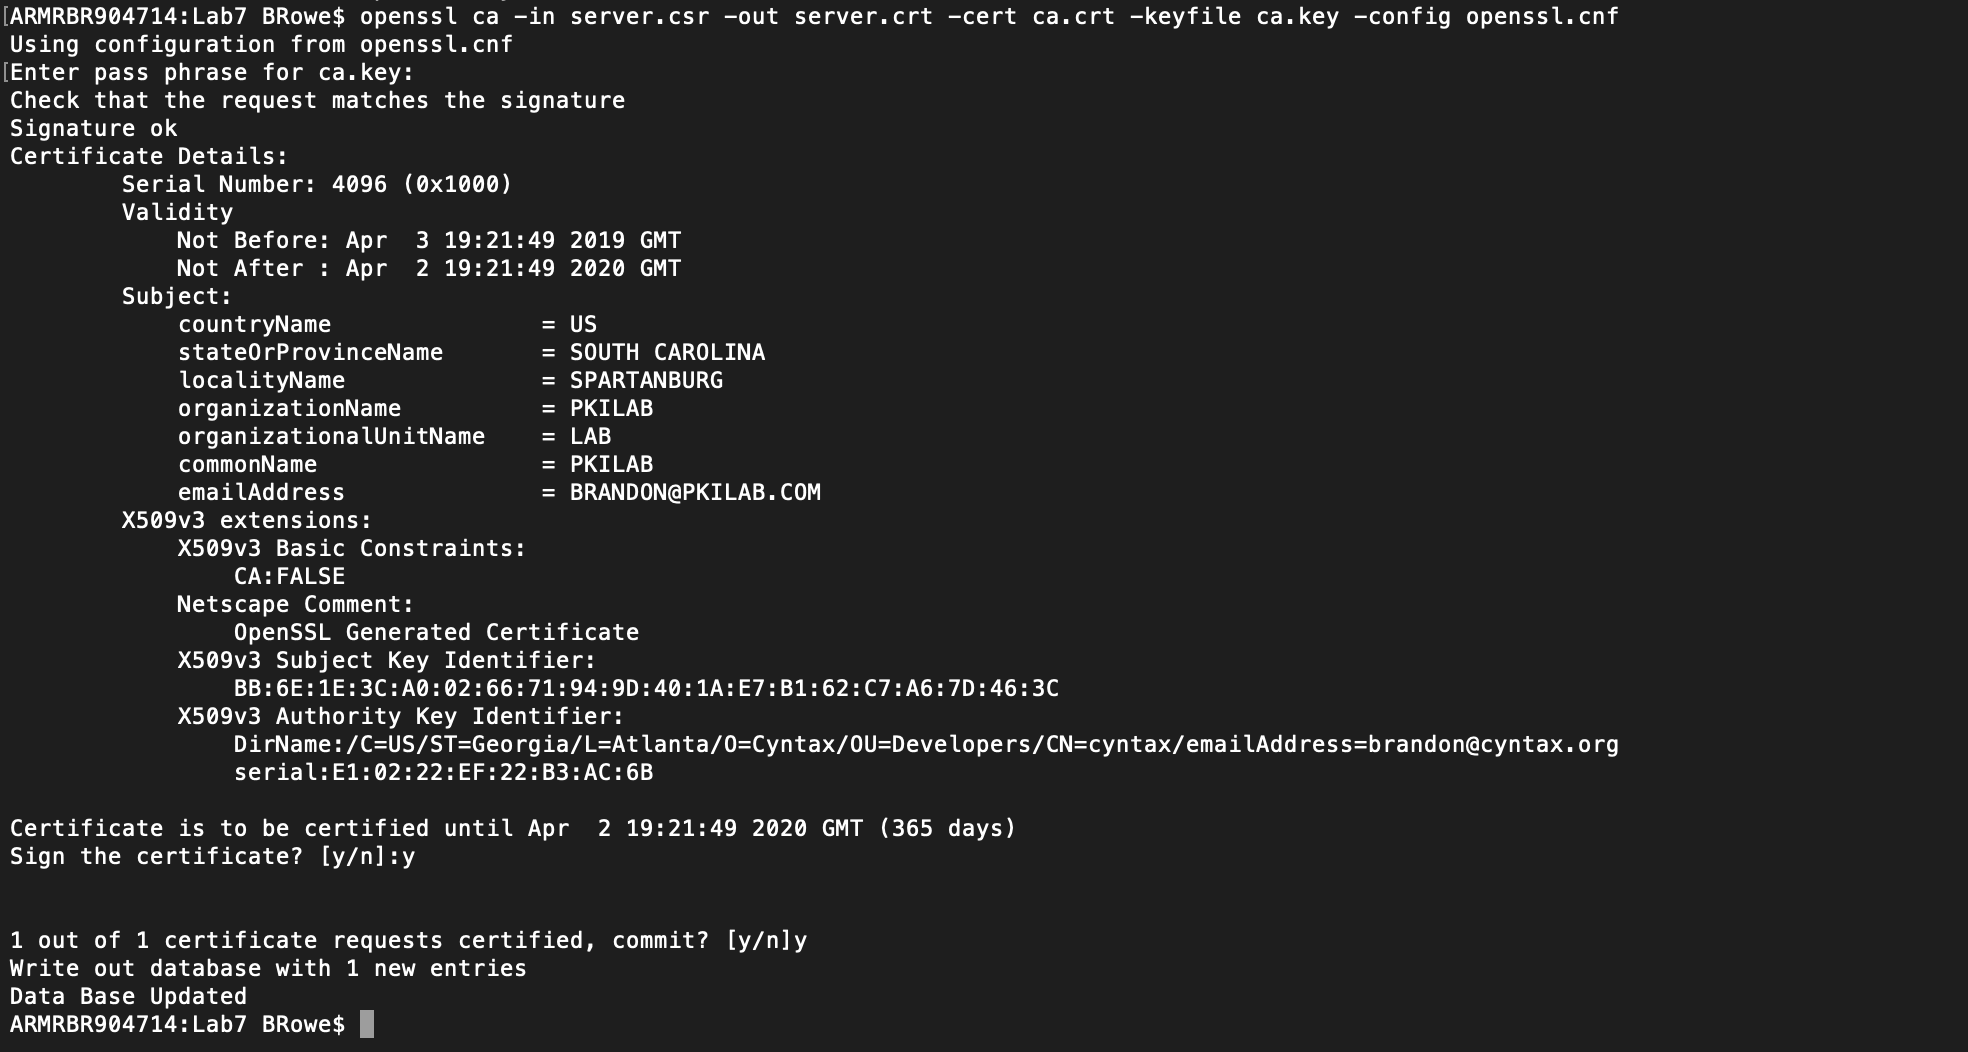 [ARMRBR904714:Lab7 BRowe$ openssl ca -in server.csr -out server.crt -cert ca.crt -keyfile ca.key -config openssl.cnf
Using configuration from openssl.cnf
[Enter pass phrase for ca.key:
Check that the request matches the signature
Signature ok
Certificate Details:
        Serial Number: 4096 (0x1000)
        Validity
            Not Before: Apr  3 19:21:49 2019 GMT
            Not After : Apr  2 19:21:49 2020 GMT
        Subject:
            countryName               = US
            stateOrProvinceName       = SOUTH CAROLINA
            localityName              = SPARTANBURG
            organizationName          = PKILAB
            organizationalUnitName    = LAB
            commonName                = PKILAB
            emailAddress              = BRANDON@PKILAB.COM
        X509v3 extensions:
            X509v3 Basic Constraints:
                CA:FALSE
            Netscape Comment:
                OpenSSL Generated Certificate
            X509v3 Subject Key Identifier:
                BB:6E:1E:3C:A0:02:66:71:94:9D:40:1A:E7:B1:62:C7:A6:7D:46:3C
            X509v3 Authority Key Identifier:
                DirName:/C=US/ST=Georgia/L=Atlanta/O=Cyntax/OU=Developers/CN=cyntax/emailAddress=brandon@cyntax.org
                serial:E1:02:22:EF:22:B3:AC:6B
Certificate is to be certified until Apr  2 19:21:49 2020 GMT (365 days)
Sign the certificate? [y/n]:y
1 out of 1 certificate requests certified, commit? [y/n]y
Write out database with 1 new entries
Data Base Updated
ARMRBR904714:Lab7 BRowe$